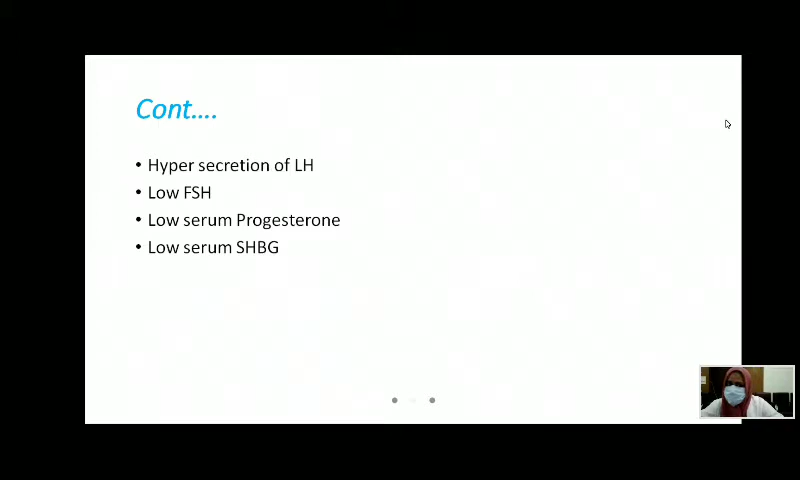 Cont....
• Hyper secretion of LH
• Low FSH
• Low serum Progesterone
• Low serum SHBG